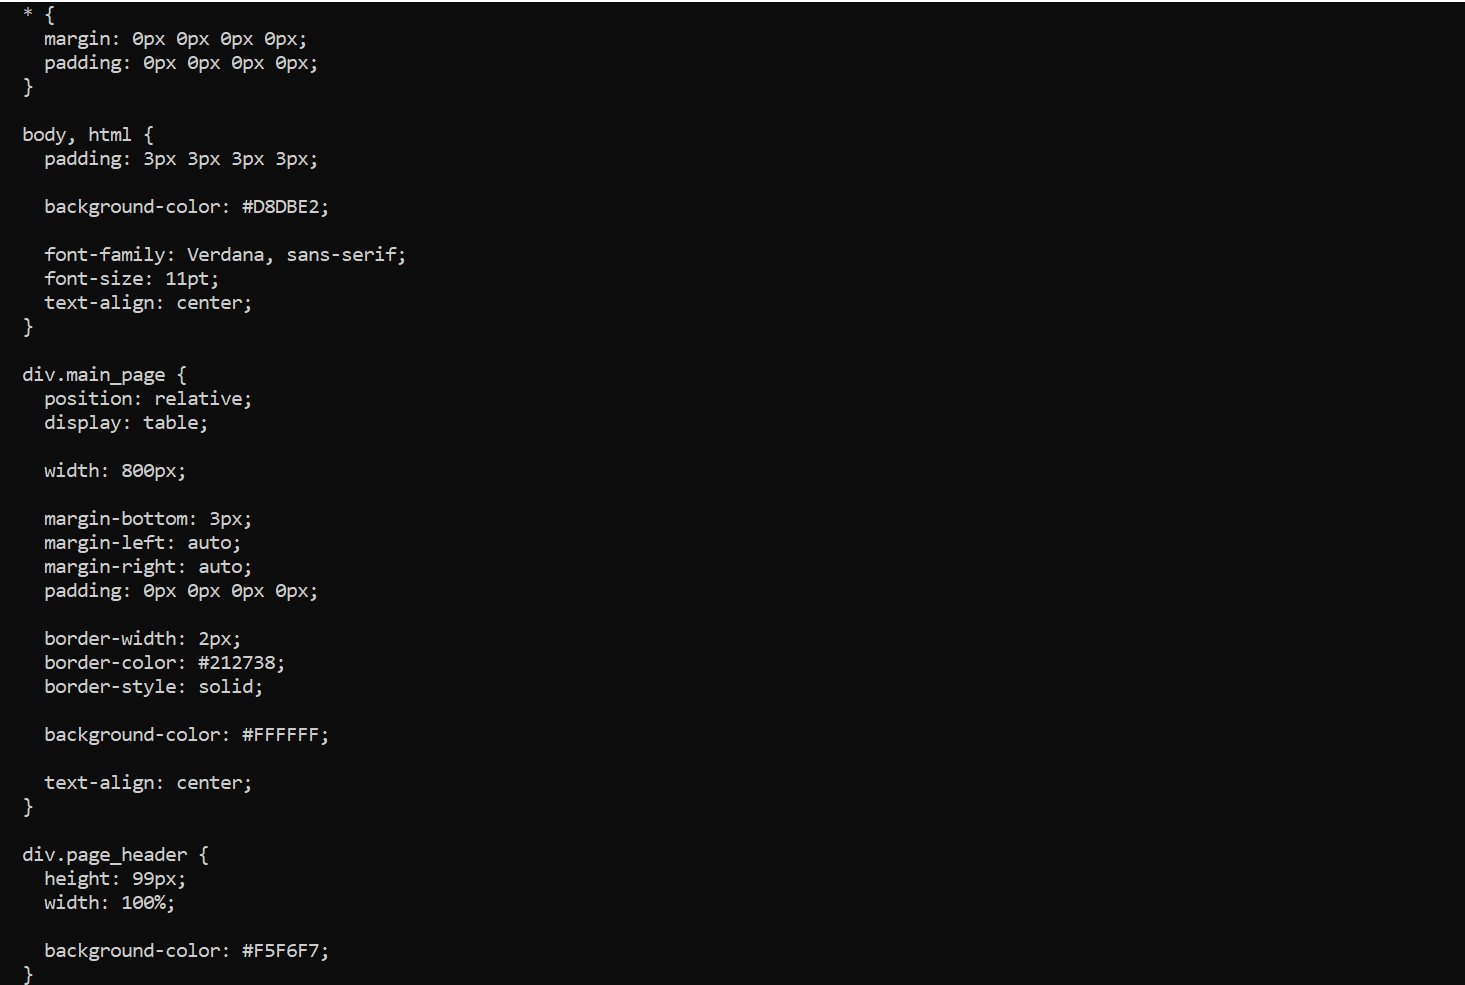 * {
margin: 0px 0px 0px 0px;
padding: 0px 0px 0px 0px;
}
body, html {
padding: 3px 3px 3px 3px;
background-color: #D8DBE2;
font-family: Verdana, sans-serif;
font-size: 11pt;
text-align: center;
}
div.main_page {
position: relative;
display: table;
width: 800px;
margin-bottom: 3px;
margin-left: auto;
margin-right: auto;
padding: 0px 0px 0px 0px;
border-width: 2px;
border-color: #212738;
border-style: solid;
background-color: #FFFFFF;
text-align: center;
}
div.page_header {
height: 99px;
width: 100%;
background-color: #F5F6F7;
}